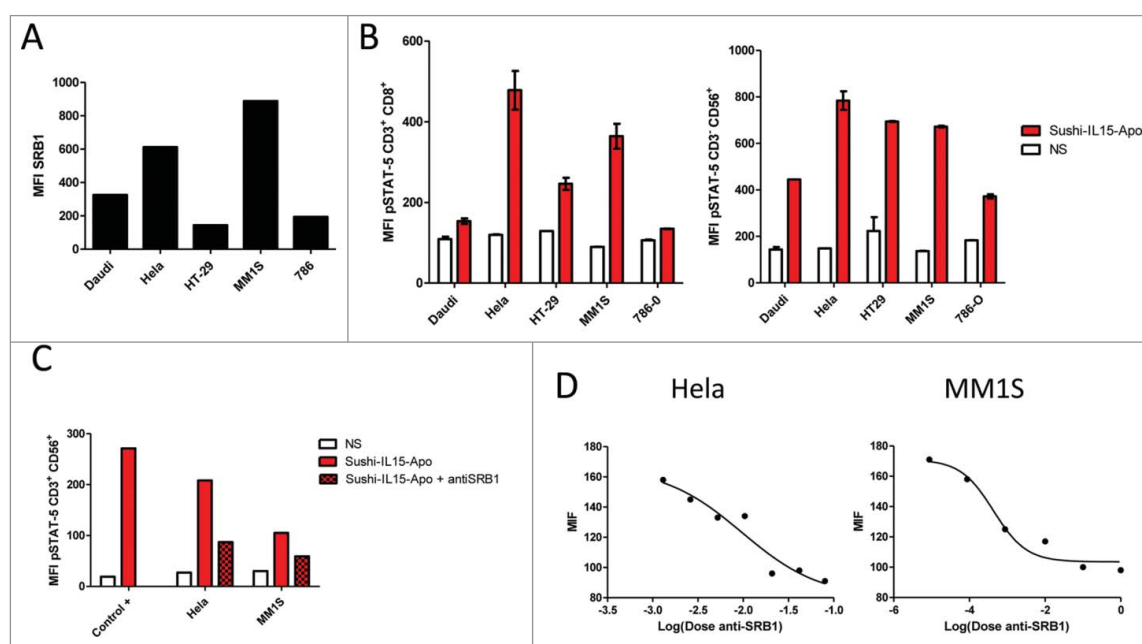 A
MFI SRB1
1000
800
600
400
200
0
Daudi
Hela
HT-29
MM1S
786
B
MFI pSTAT-5 CD3⁺ CD8⁺
600
400
200
0
Daudi
Hela
HT-29
MM1S
786-0
MFI pSTAT-5 CD3⁻ CD56⁺
1000
800
600
400
200
0
Daudi
Hela
HT29
MM1S
786-O
Sushi-IL15-Apo
NS
C
MFI pSTAT-5 CD3⁺ CD56⁺
300
200
100
0
Control +
Hela
MM1S
NS
Sushi-IL15-Apo
Sushi-IL15-Apo + antiSRB1
D
Hela
MIF
180
160
140
120
100
80
-3.5 -3.0 -2.5 -2.0 -1.5 -1.0
Log(Dose anti-SRB1)
MM1S
MIF
180
160
140
120
100
80
-6 -4 -2 0
Log(Dose anti-SRB1)